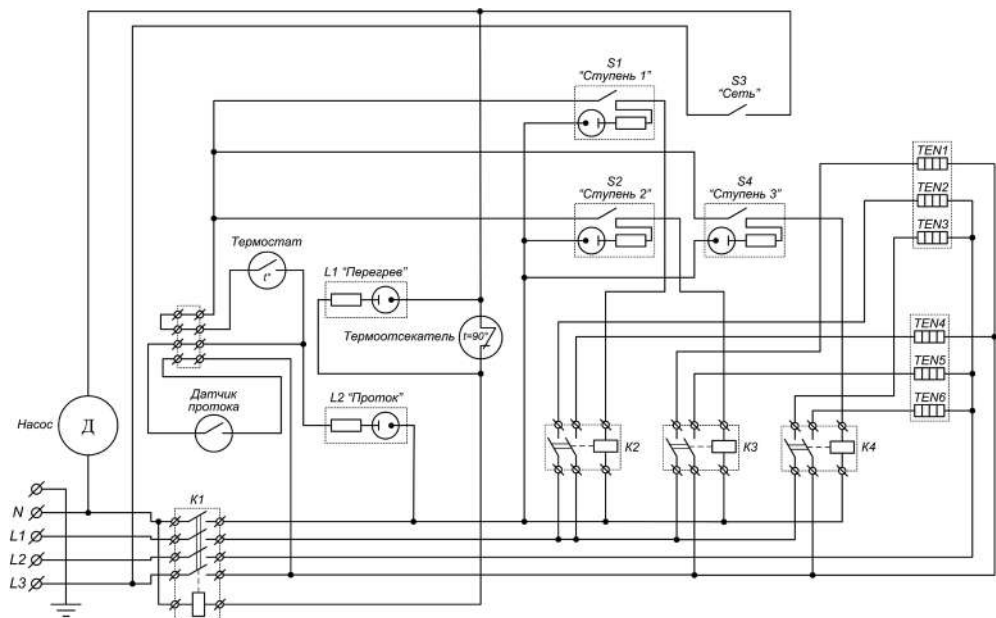 S1
"Ступень 1"
S3
"Сеть"
TEN1
TEN2
TEN3
S2
"Ступень 2"
S4
"Ступень 3"
Термостат
t°
L1 "Перегрев"
Термоотсекатель
t=90°
TEN4
TEN5
TEN6
Датчик
протока
L2 "Проток"
Насос
Д
K2
K3
K4
K1
N
L1
L2
L3